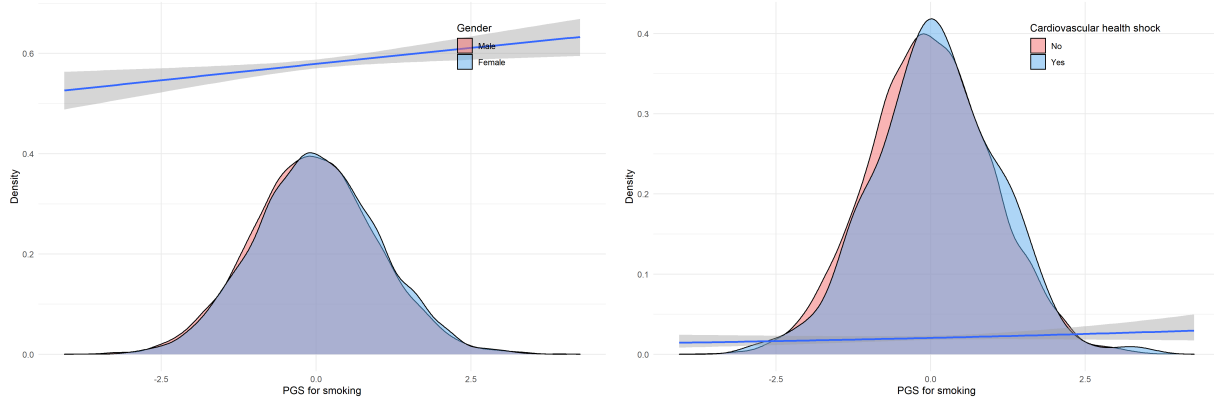 Gender
Male
Female
0.6
0.4
0.2
0.0
Density
-2.5
0.0
2.5
PGS for smoking
Cardiovascular health shock
No
Yes
0.4
0.3
0.2
0.1
0.0
Density
-2.5
0.0
2.5
PGS for smoking